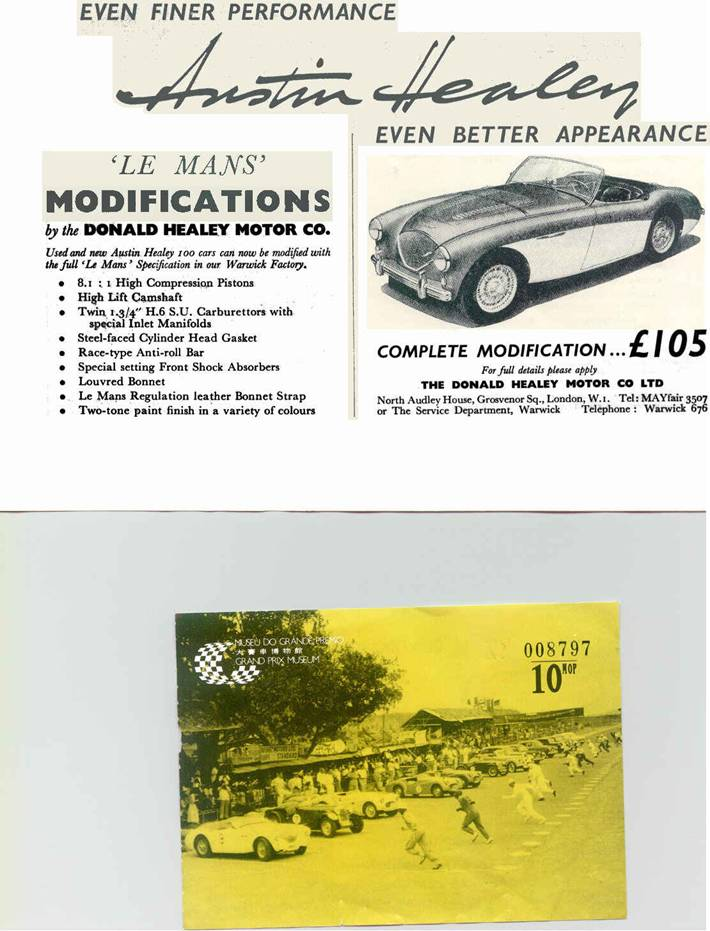 EVEN FINER PERFORMANCE
Austin Healey
EVEN BETTER APPEARANCE
'LE MANS'
MODIFICATIONS
by the DONALD HEALEY MOTOR CO.
Used and new Austin Healey 100 cars can now be modified with
the full 'Le Mans' Specification in our Warwick Factory.
• 8.1 : 1 High Compression Pistons
• High Lift Camshaft
• Twin 1.3/4" H.6 S.U. Carburettors with
special Inlet Manifolds
• Steel-faced Cylinder Head Gasket
• Race-type Anti-roll Bar
• Special setting Front Shock Absorbers
• Louvred Bonnet
• Le Mans Regulation leather Bonnet Strap
• Two-tone paint finish in a variety of colours
COMPLETE MODIFICATION... £105
For full details please apply
THE DONALD HEALEY MOTOR CO LTD
North Audley House, Grosvenor Sq., London, W.1. Tel: MAYfair 3507
or The Service Department, Warwick Telephone : Warwick 676
MUSEU DO GRANDE PRÉMIO
大賽車博物館
GRAND PRIX MUSEUM
008797
10 MOP
STANDARD